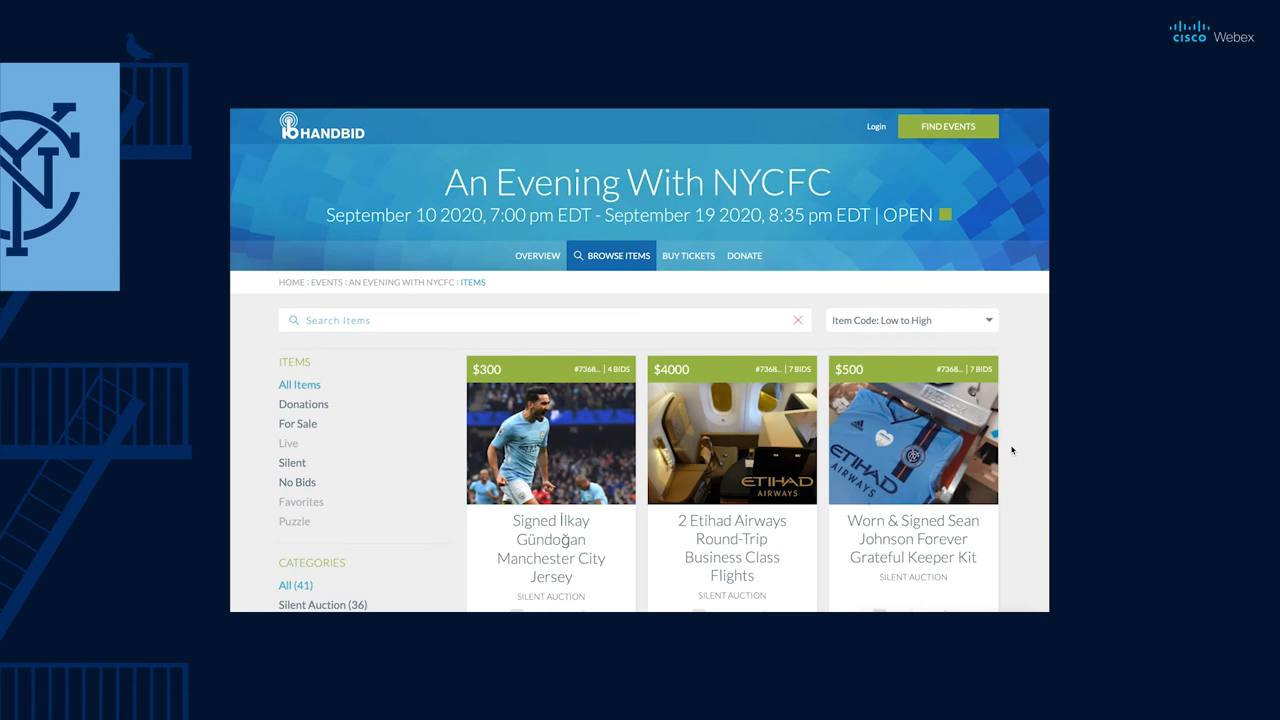 CISCO Webex
NYC
HANDBID
Login
FIND EVENTS
An Evening With NYCFC
September 10 2020, 7:00 pm EDT - September 19 2020, 8:35 pm EDT | OPEN
OVERVIEW
BROWSE ITEMS
BUY TICKETS
DONATE
HOME : EVENTS : AN EVENING WITH NYCFC : ITEMS
Search Items
Item Code: Low to High
ITEMS
All Items
Donations
For Sale
Live
Silent
No Bids
Favorites
Puzzle
CATEGORIES
All (41)
Silent Auction (36)
$300
#7368... | 4 BIDS
Signed İlkay
Gündoğan
Manchester City
Jersey
SILENT AUCTION
$4000
#7368... | 7 BIDS
ETIHAD
AIRWAYS
2 Etihad Airways
Round-Trip
Business Class
Flights
SILENT AUCTION
$500
#7368... | 7 BIDS
ETIHAD
AIRWAYS
Worn & Signed Sean
Johnson Forever
Grateful Keeper Kit
SILENT AUCTION